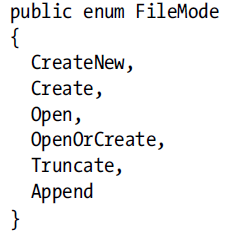 public enum FileMode
{
  CreateNew,
  Create,
  Open,
  OpenOrCreate,
  Truncate,
  Append
}